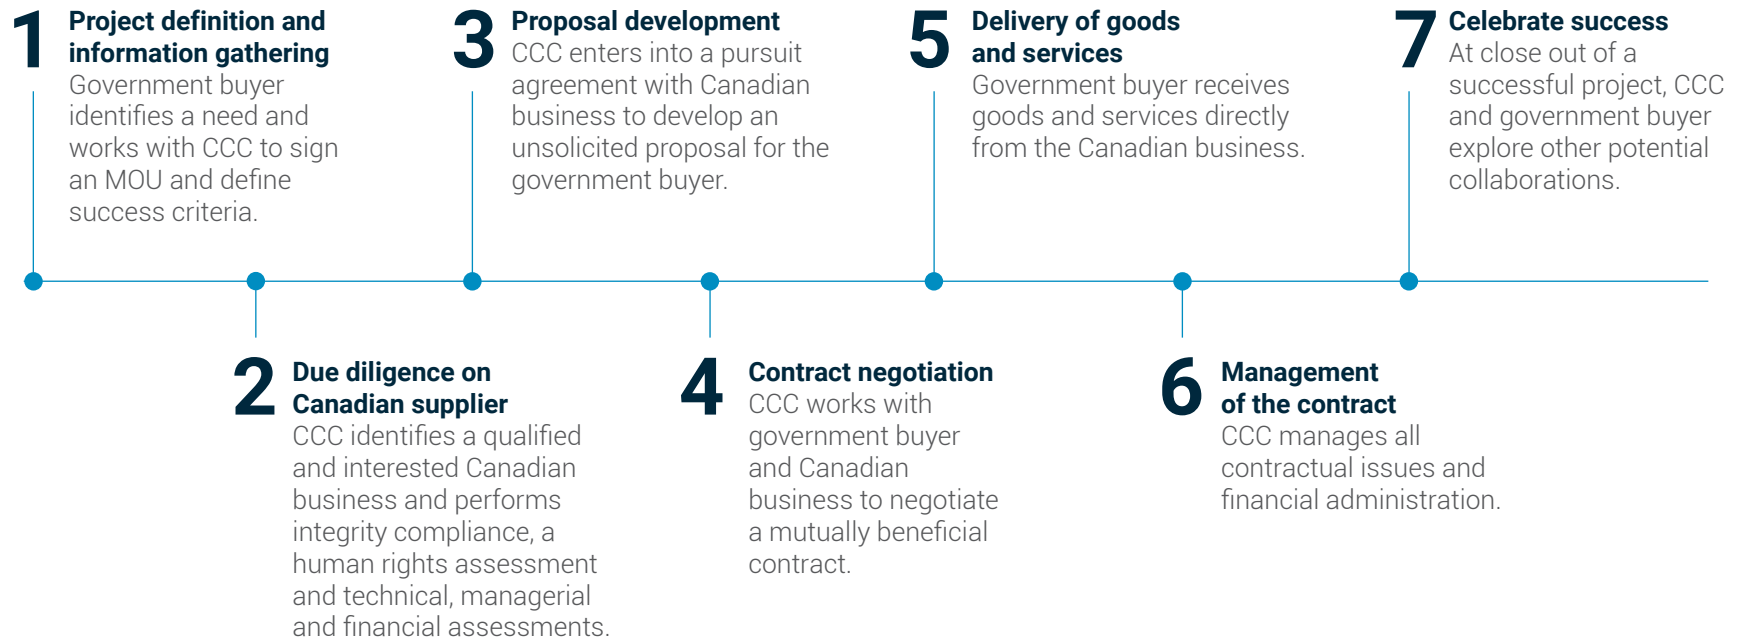 1
Project definition and
information gathering
Government buyer
identifies a need and
works with CCC to sign
an MOU and define
success criteria.
2
Due diligence on
Canadian supplier
CCC identifies a qualified
and interested Canadian
business and performs
integrity compliance, a
human rights assessment
and technical, managerial
and financial assessments.
3
Proposal development
CCC enters into a pursuit
agreement with Canadian
business to develop an
unsolicited proposal for the
government buyer.
4
Contract negotiation
CCC works with
government buyer
and Canadian
business to negotiate
a mutually beneficial
contract.
5
Delivery of goods
and services
Government buyer receives
goods and services directly
from the Canadian business.
6
Management
of the contract
CCC manages all
contractual issues and
financial administration.
7
Celebrate success
At close out of a
successful project, CCC
and government buyer
explore other potential
collaborations.